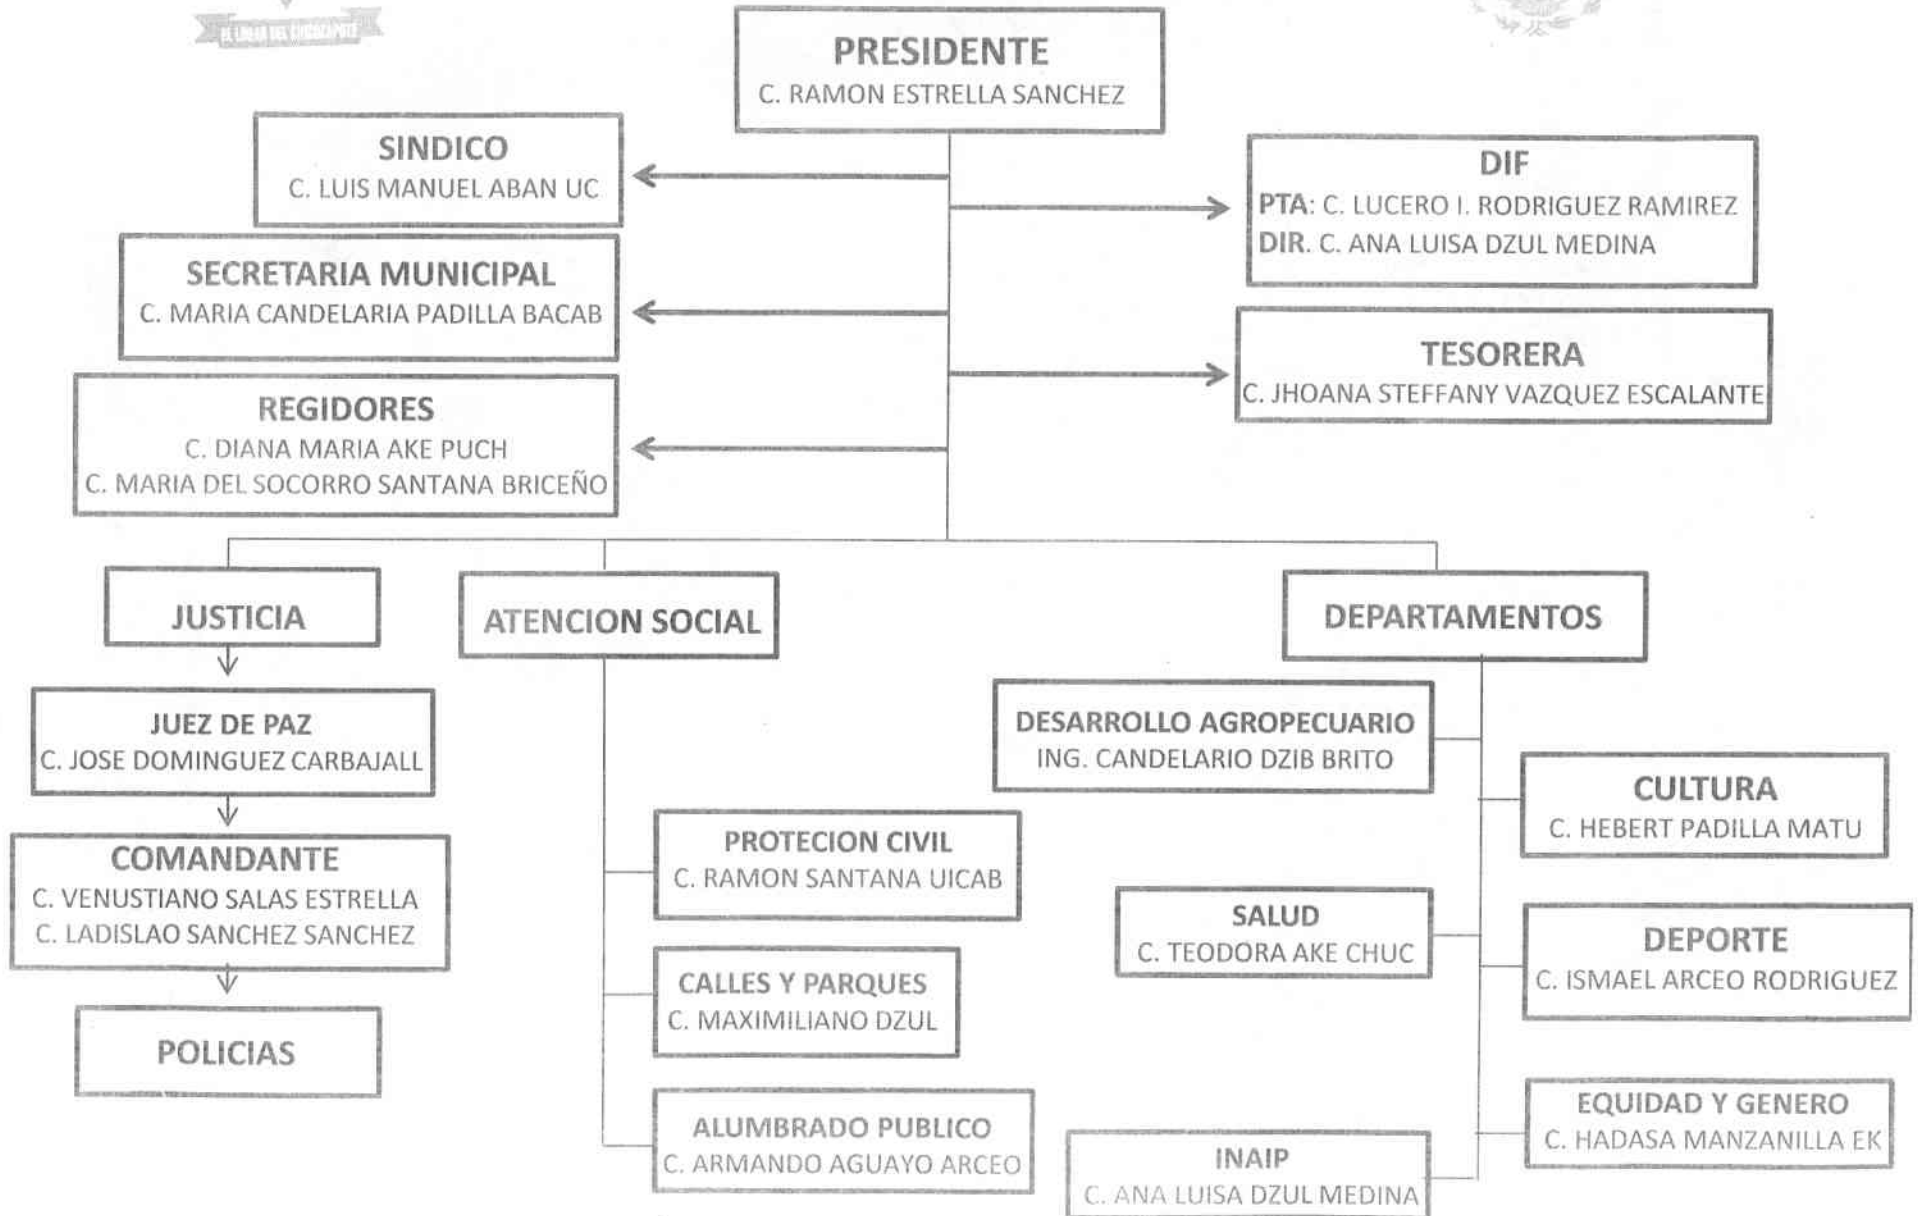 EL LUGAR DEL CHICOZAPOTE
PRESIDENTE
C. RAMON ESTRELLA SANCHEZ
SINDICO
C. LUIS MANUEL ABAN UC
DIF
PTA: C. LUCERO I. RODRIGUEZ RAMIREZ
DIR. C. ANA LUISA DZUL MEDINA
SECRETARIA MUNICIPAL
C. MARIA CANDELARIA PADILLA BACAB
TESORERA
C. JHOANA STEFFANY VAZQUEZ ESCALANTE
REGIDORES
C. DIANA MARIA AKE PUCH
C. MARIA DEL SOCORRO SANTANA BRICEÑO
JUSTICIA
ATENCION SOCIAL
DEPARTAMENTOS
JUEZ DE PAZ
C. JOSE DOMINGUEZ CARBAJALL
COMANDANTE
C. VENUSTIANO SALAS ESTRELLA
C. LADISLAO SANCHEZ SANCHEZ
POLICIAS
PROTECION CIVIL
C. RAMON SANTANA UICAB
CALLES Y PARQUES
C. MAXIMILIANO DZUL
ALUMBRADO PUBLICO
C. ARMANDO AGUAYO ARCEO
DESARROLLO AGROPECUARIO
ING. CANDELARIO DZIB BRITO
CULTURA
C. HEBERT PADILLA MATU
SALUD
C. TEODORA AKE CHUC
DEPORTE
C. ISMAEL ARCEO RODRIGUEZ
EQUIDAD Y GENERO
C. HADASA MANZANILLA EK
INAIP
C. ANA LUISA DZUL MEDINA